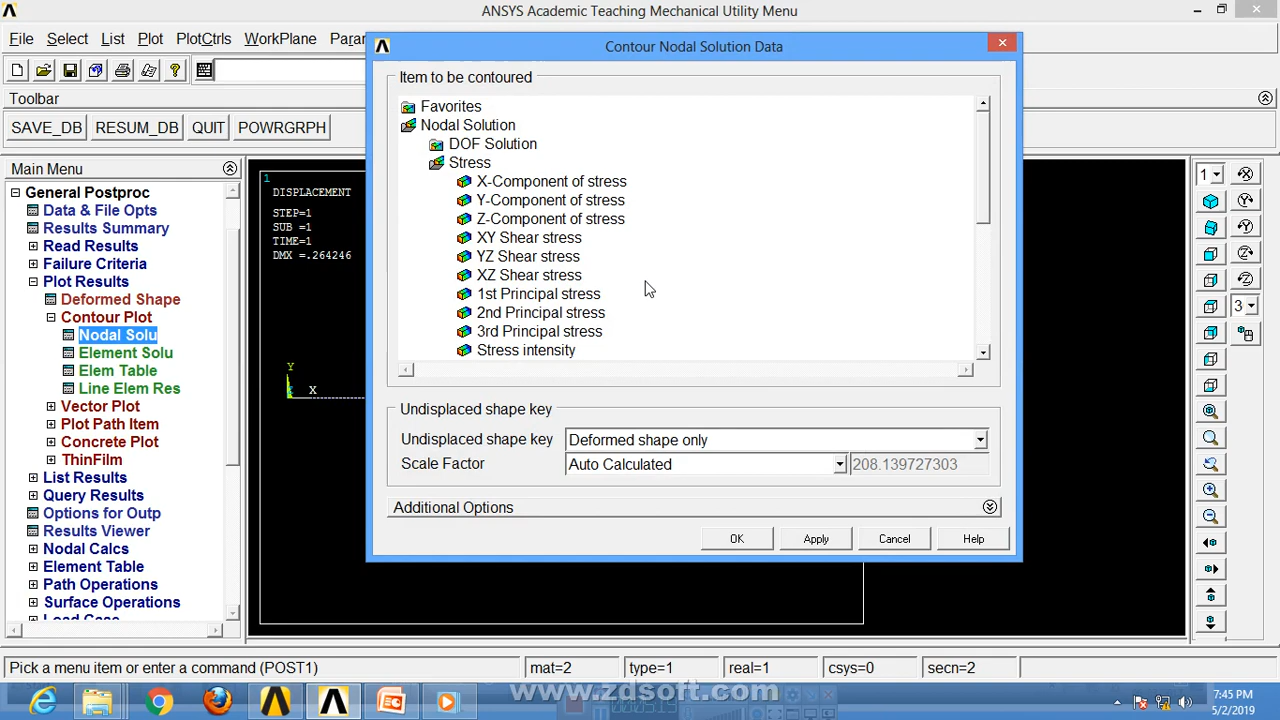 ANSYS Academic Teaching Mechanical Utility Menu
File Select List Plot PlotCtrls WorkPlane Param
Contour Nodal Solution Data
Toolbar
SAVE_DB RESUM_DB QUIT POWRGRPH
Main Menu
General Postproc
Data & File Opts
Results Summary
Read Results
Failure Criteria
Plot Results
Deformed Shape
Contour Plot
Nodal Solu
Element Solu
Elem Table
Line Elem Res
Vector Plot
Plot Path Item
Concrete Plot
ThinFilm
List Results
Query Results
Options for Outp
Results Viewer
Nodal Calcs
Element Table
Path Operations
Surface Operations
Load Case
1
DISPLACEMENT
STEP=1
SUB =1
TIME=1
DMX =.264246
Y
X
Item to be contoured
Favorites
Nodal Solution
DOF Solution
Stress
X-Component of stress
Y-Component of stress
Z-Component of stress
XY Shear stress
YZ Shear stress
XZ Shear stress
1st Principal stress
2nd Principal stress
3rd Principal stress
Stress intensity
Undisplaced shape key
Undisplaced shape key Deformed shape only
Scale Factor Auto Calculated 208.139727303
Additional Options
OK Apply Cancel Help
1
3
Pick a menu item or enter a command (POST1) mat=2 type=1 real=1 csys=0 secn=2
www.zdsoft.com
7:45 PM
5/2/2019